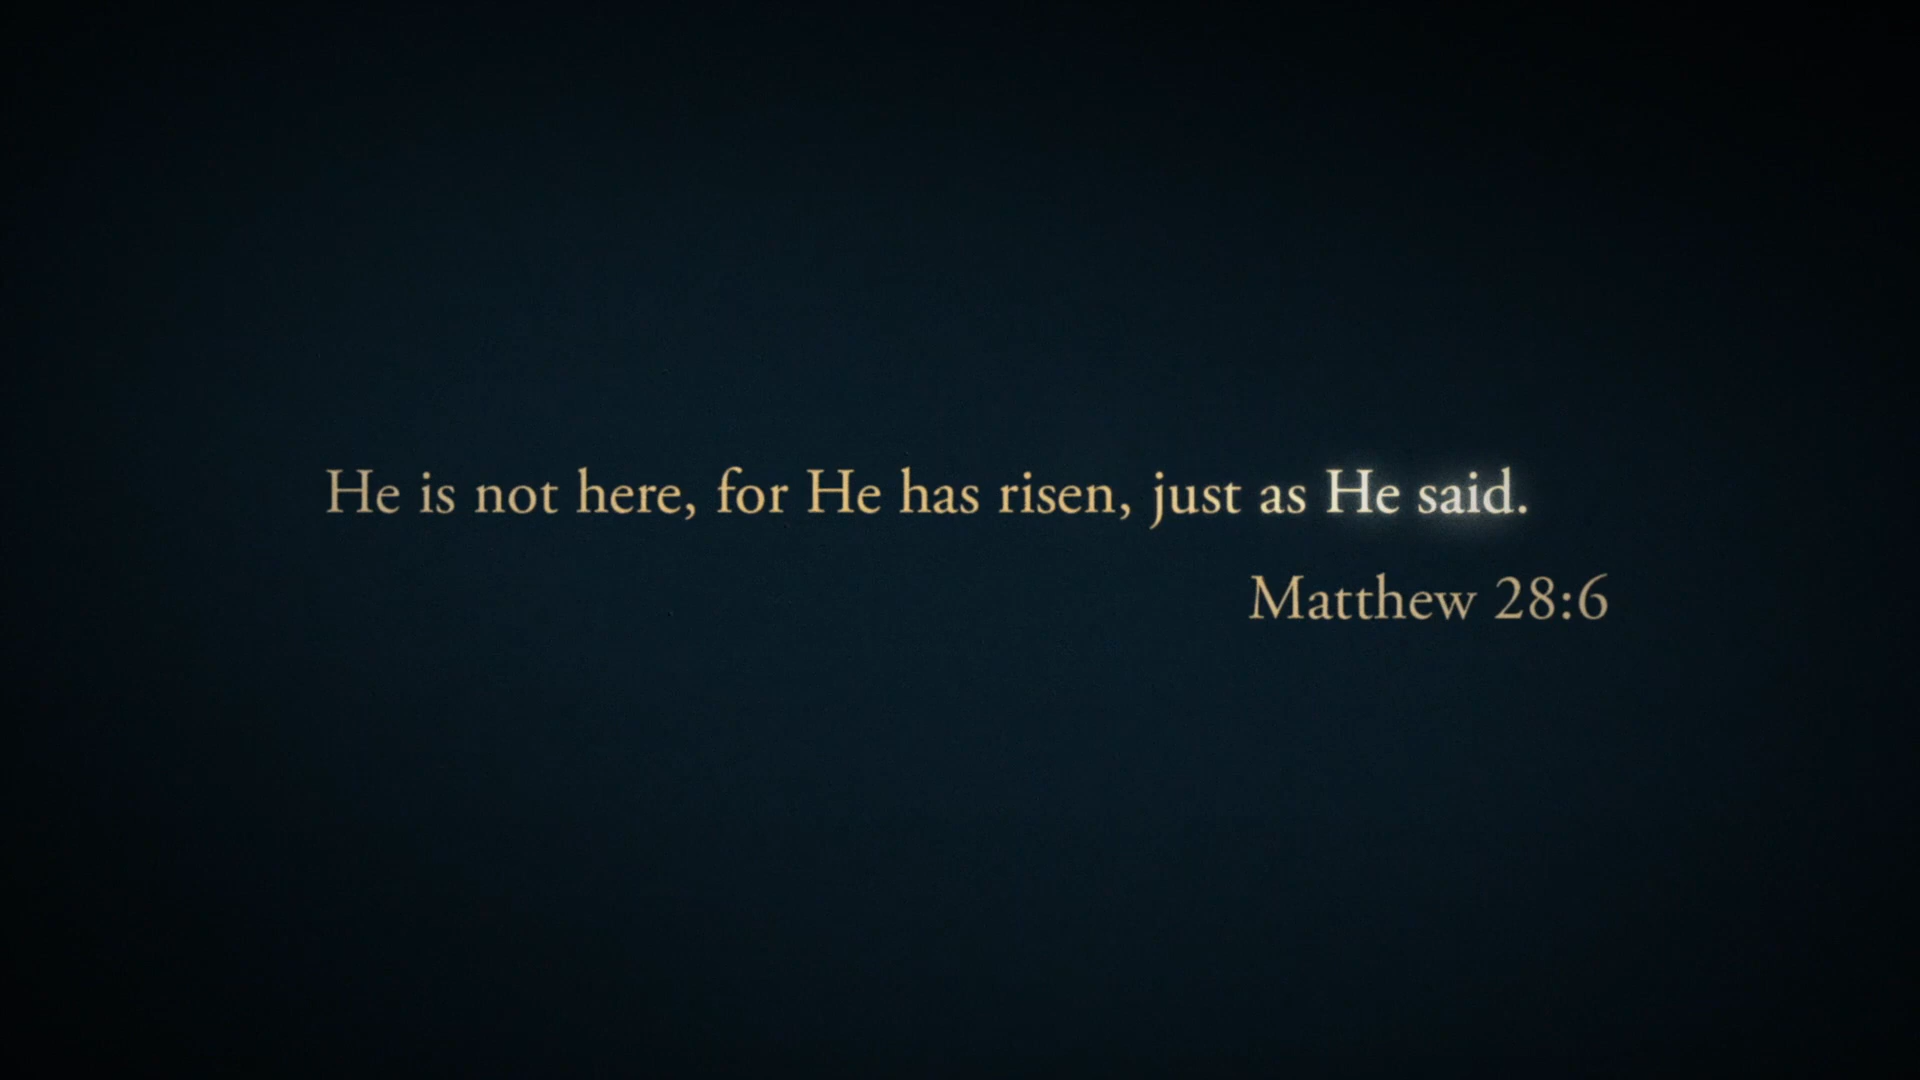 He is not here, for He has risen, just as He said.
Matthew 28:6